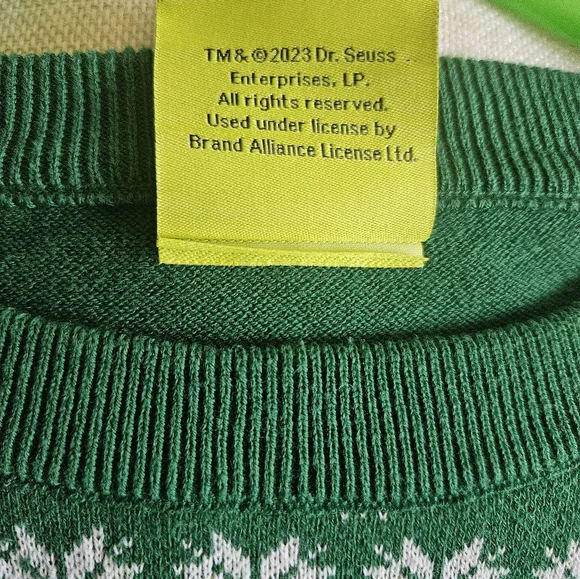 TM & © 2023 Dr. Seuss
Enterprises, LP.
All rights reserved.
Used under license by
Brand Alliance License Ltd.